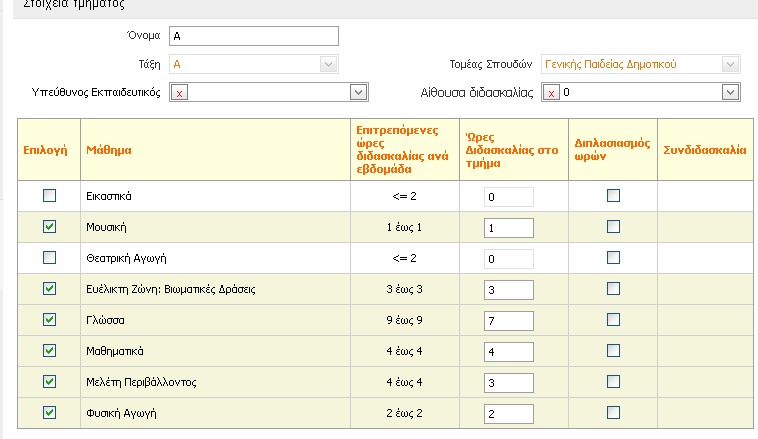 Στοιχεία τμήματος
Όνομα A
Τάξη Α Τομέας Σπουδών Γενικής Παιδείας Δημοτικού
Υπεύθυνος Εκπαιδευτικός x Αίθουσα διδασκαλίας x 0
Επιλογή Μάθημα Επιτρεπόμενες ώρες διδασκαλίας ανά εβδομάδα Ώρες Διδασκαλίας στο τμήμα Διπλασιασμός ωρών Συνδιδασκαλία
Εικαστικά <= 2 0
Μουσική 1 έως 1 1
Θεατρική Αγωγή <= 2 0
Ευέλικτη Ζώνη: Βιωματικές Δράσεις 3 έως 3 3
Γλώσσα 9 έως 9 7
Μαθηματικά 4 έως 4 4
Μελέτη Περιβάλλοντος 4 έως 4 3
Φυσική Αγωγή 2 έως 2 2